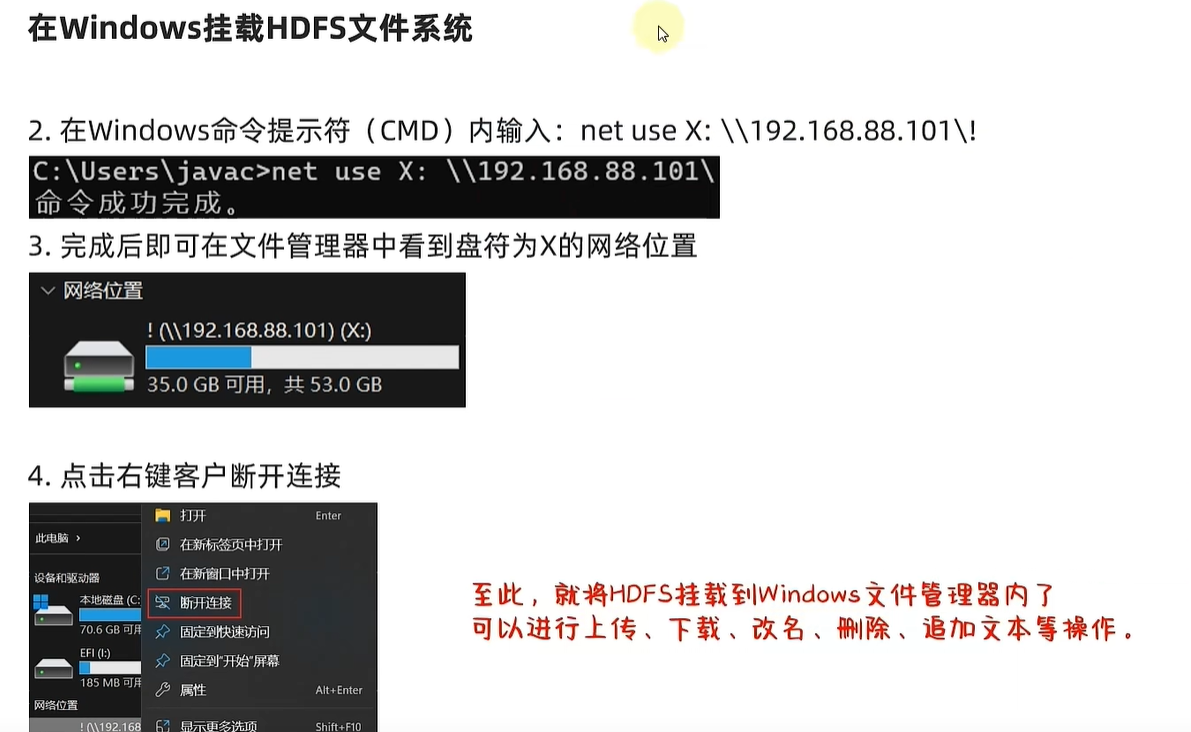 在Windows挂载HDFS文件系统
2. 在Windows命令提示符（CMD）内输入：net use X: \\192.168.88.101\!
C:\Users\javac>net use X: \\192.168.88.101\
命令成功完成。
3. 完成后即可在文件管理器中看到盘符为X的网络位置
网络位置
! (\\192.168.88.101) (X:)
35.0 GB 可用，共 53.0 GB
4. 点击右键客户断开连接
此电脑
设备和驱动器
本地磁盘 (C:
70.6 GB 可用
EFI (I:)
185 MB 可用
网络位置
! (\\192.168
打开 Enter
在新标签页中打开
在新窗口中打开
断开连接
固定到快速访问
固定到"开始"屏幕
属性 Alt+Enter
显示更多选项 Shift+F10
至此，就将HDFS挂载到Windows文件管理器内了
可以进行上传、下载、改名、删除、追加文本等操作。